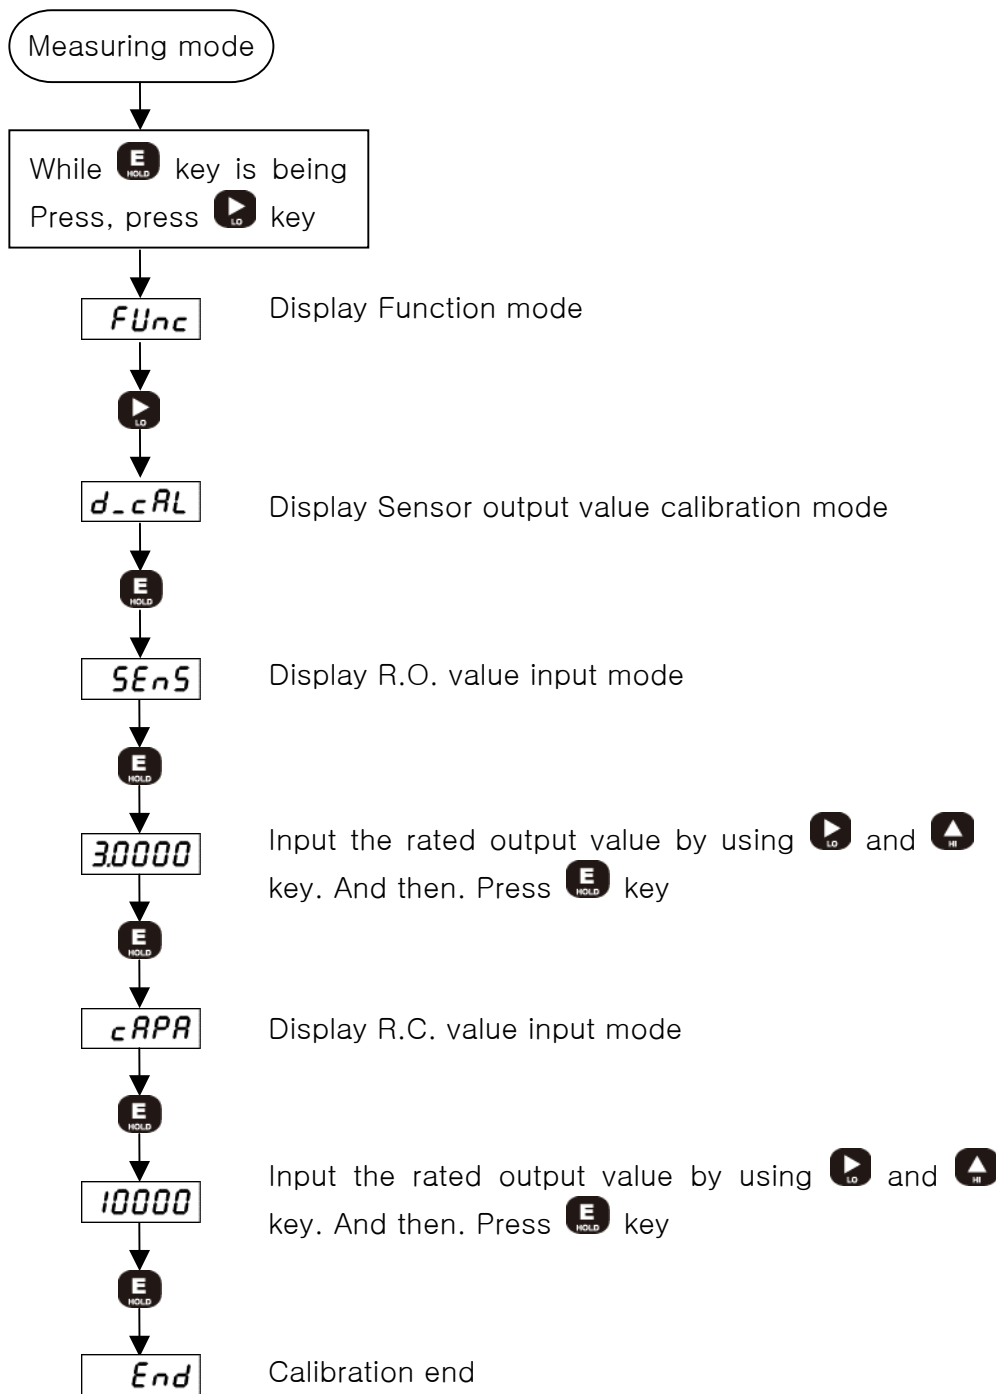 Measuring mode
While E HOLD key is being
Press, press LO key
FUnc
Display Function mode
LO
d_cAL
Display Sensor output value calibration mode
E
HOLD
SEnS
Display R.O. value input mode
E
HOLD
3.0000
Input the rated output value by using LO and HI
key. And then. Press E HOLD key
E
HOLD
cAPA
Display R.C. value input mode
E
HOLD
10000
Input the rated output value by using LO and HI
key. And then. Press E HOLD key
E
HOLD
End
Calibration end